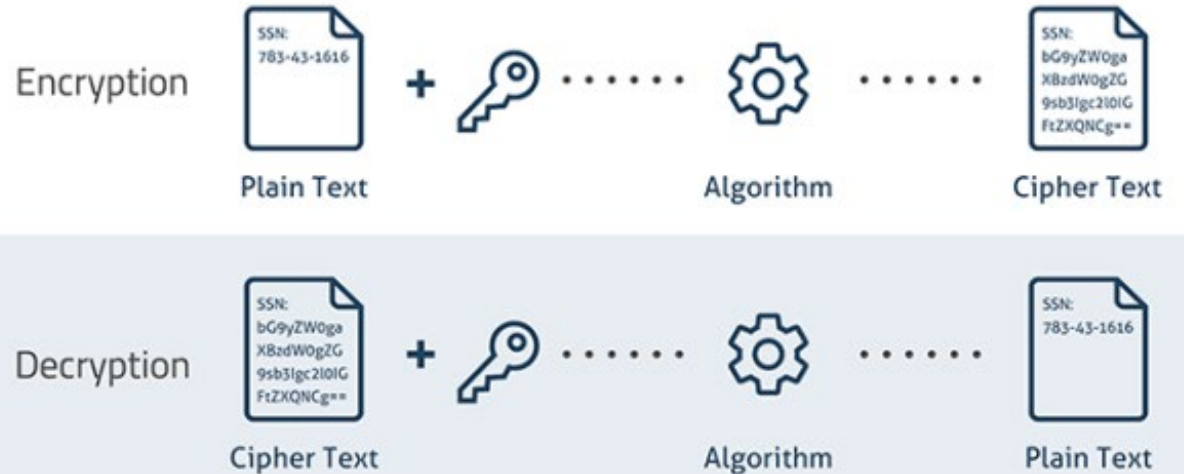 Encryption
SSN:
783-43-1616
+
SSN:
bG9yZW0ga
XBzdW0gZG
9sb3Igc2l0IG
FtZXQNCg==
Plain Text
Algorithm
Cipher Text
Decryption
SSN:
bG9yZW0ga
XBzdW0gZG
9sb3Igc2l0IG
FtZXQNCg==
+
SSN:
783-43-1616
Cipher Text
Algorithm
Plain Text